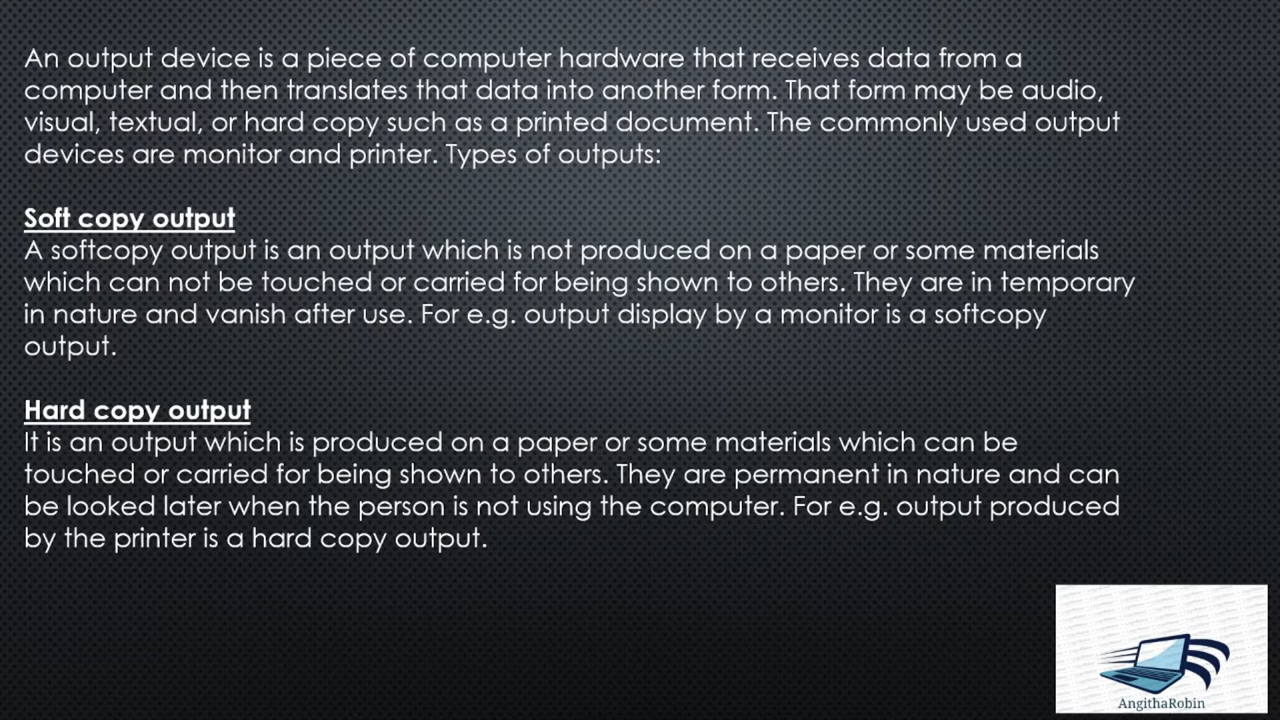 An output device is a piece of computer hardware that receives data from a
computer and then translates that data into another form. That form may be audio,
visual, textual, or hard copy such as a printed document. The commonly used output
devices are monitor and printer. Types of outputs:
Soft copy output
A softcopy output is an output which is not produced on a paper or some materials
which can not be touched or carried for being shown to others. They are in temporary
in nature and vanish after use. For e.g. output display by a monitor is a softcopy
output.
Hard copy output
It is an output which is produced on a paper or some materials which can be
touched or carried for being shown to others. They are permanent in nature and can
be looked later when the person is not using the computer. For e.g. output produced
by the printer is a hard copy output.
AngithaRobin